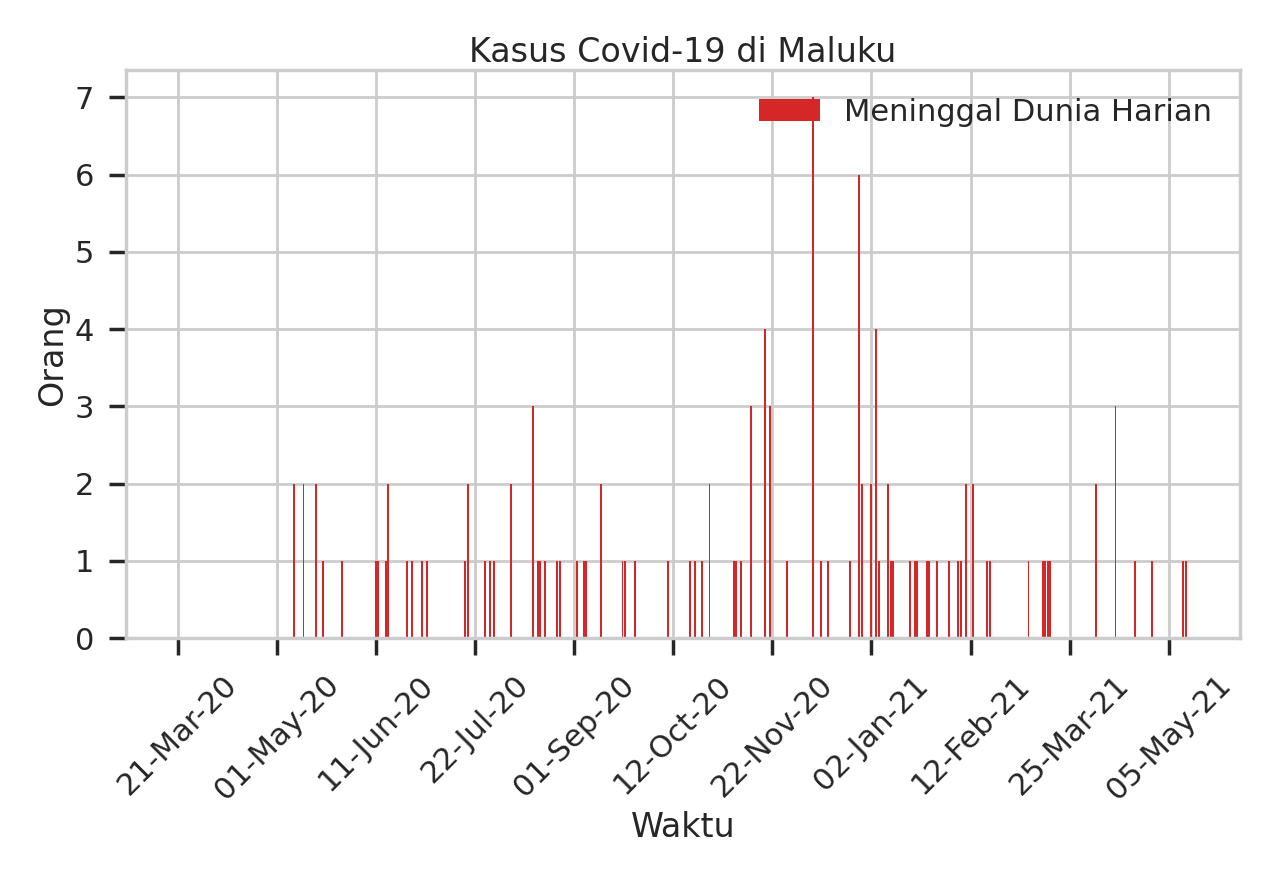 Kasus Covid-19 di Maluku
Meninggal Dunia Harian
Orang
7
6
5
4
3
2
1
0
21-Mar-20
01-May-20
11-Jun-20
22-Jul-20
01-Sep-20
12-Oct-20
22-Nov-20
02-Jan-21
12-Feb-21
25-Mar-21
05-May-21
Waktu